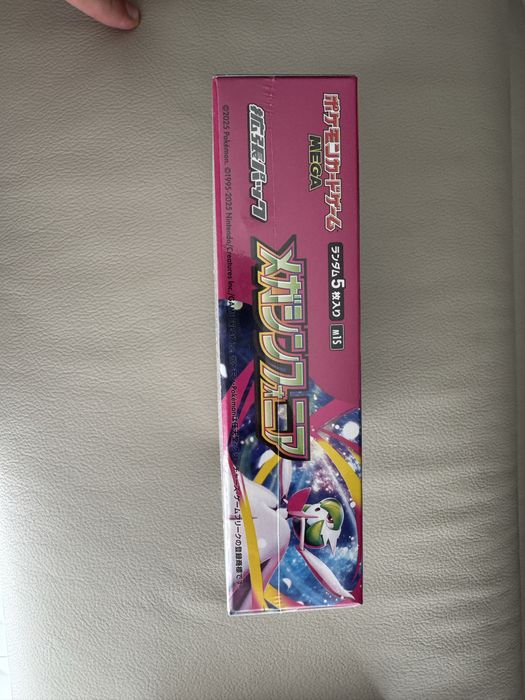 ポケモンカードゲーム
MEGA
ランダム5枚入り M1S
拡張パック
メガシンフォニア
©2025 Pokémon. ©1995-2025 Nintendo/Creatures Inc./GAME FREAK inc.